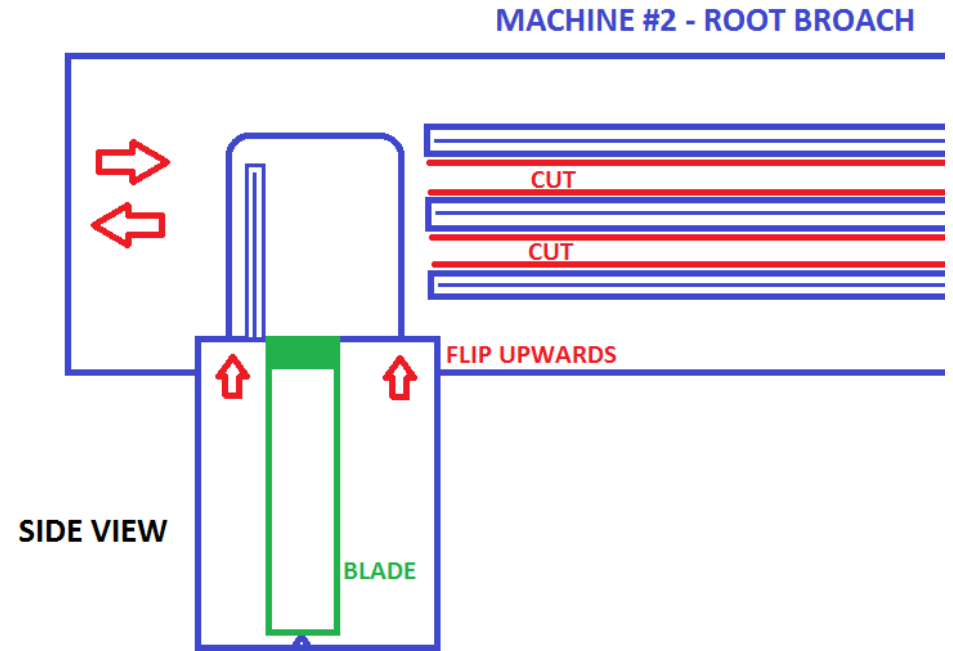 MACHINE #2 - ROOT BROACH
CUT
CUT
FLIP UPWARDS
SIDE VIEW
BLADE